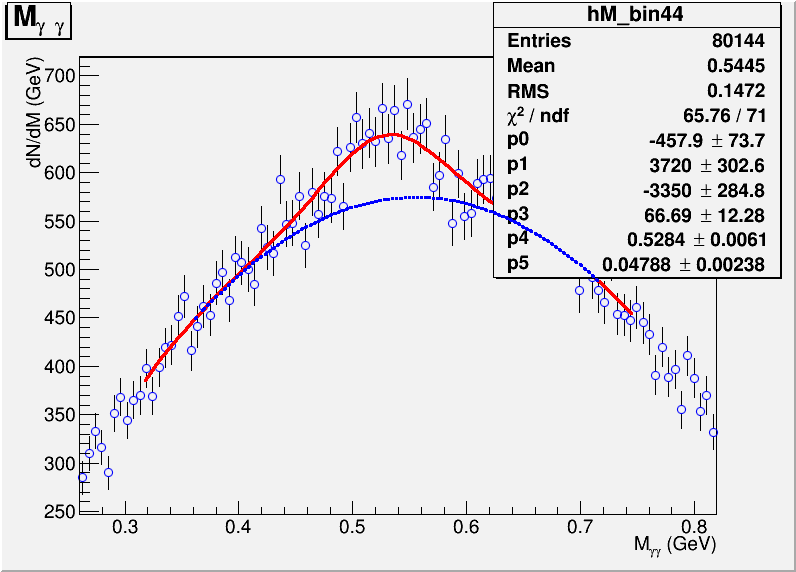 M γ γ
hM_bin44
Entries 80144
Mean 0.5445
RMS 0.1472
χ² / ndf 65.76 / 71
p0 -457.9 ± 73.7
p1 3720 ± 302.6
p2 -3350 ± 284.8
p3 66.69 ± 12.28
p4 0.5284 ± 0.0061
p5 0.04788 ± 0.00238
dN/dM (GeV)
700
650
600
550
500
450
400
350
300
250
0.3 0.4 0.5 0.6 0.7 0.8
Mγγ (GeV)